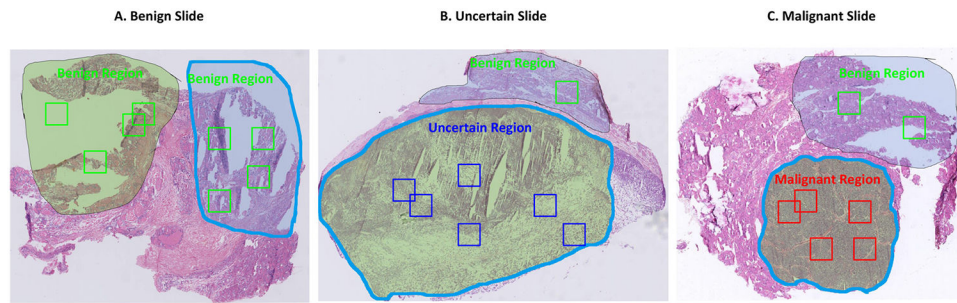 A. Benign Slide
B. Uncertain Slide
C. Malignant Slide
Benign Region
Benign Region
Benign Region
Uncertain Region
Benign Region
Malignant Region